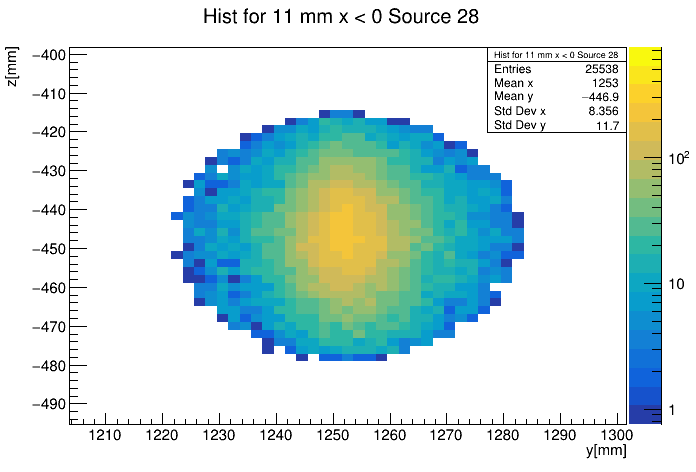 Hist for 11 mm x < 0 Source 28
z[mm]
Hist for 11 mm x < 0 Source 28
Entries 25538
Mean x 1253
Mean y −446.9
Std Dev x 8.356
Std Dev y 11.7
−400
−410
−420
−430
−440
−450
−460
−470
−480
−490
10²
10
1
1210 1220 1230 1240 1250 1260 1270 1280 1290 1300
y[mm]